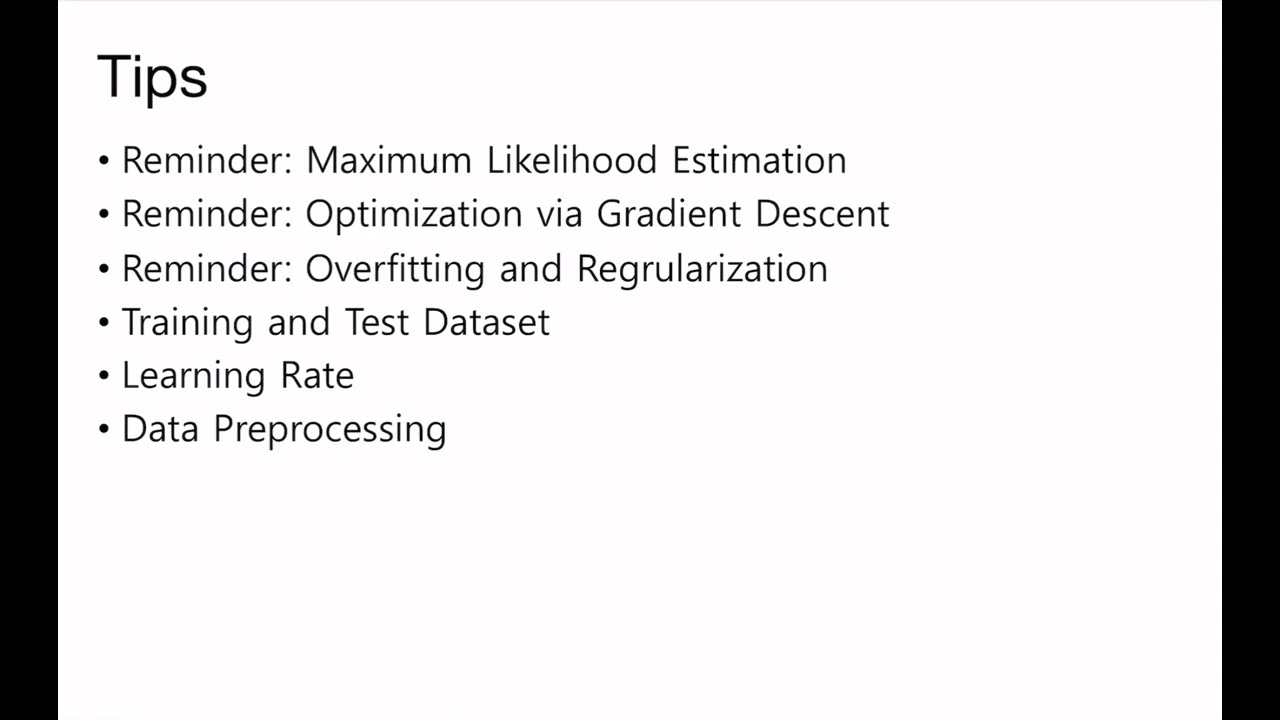 Tips
• Reminder: Maximum Likelihood Estimation
• Reminder: Optimization via Gradient Descent
• Reminder: Overfitting and Regrularization
• Training and Test Dataset
• Learning Rate
• Data Preprocessing